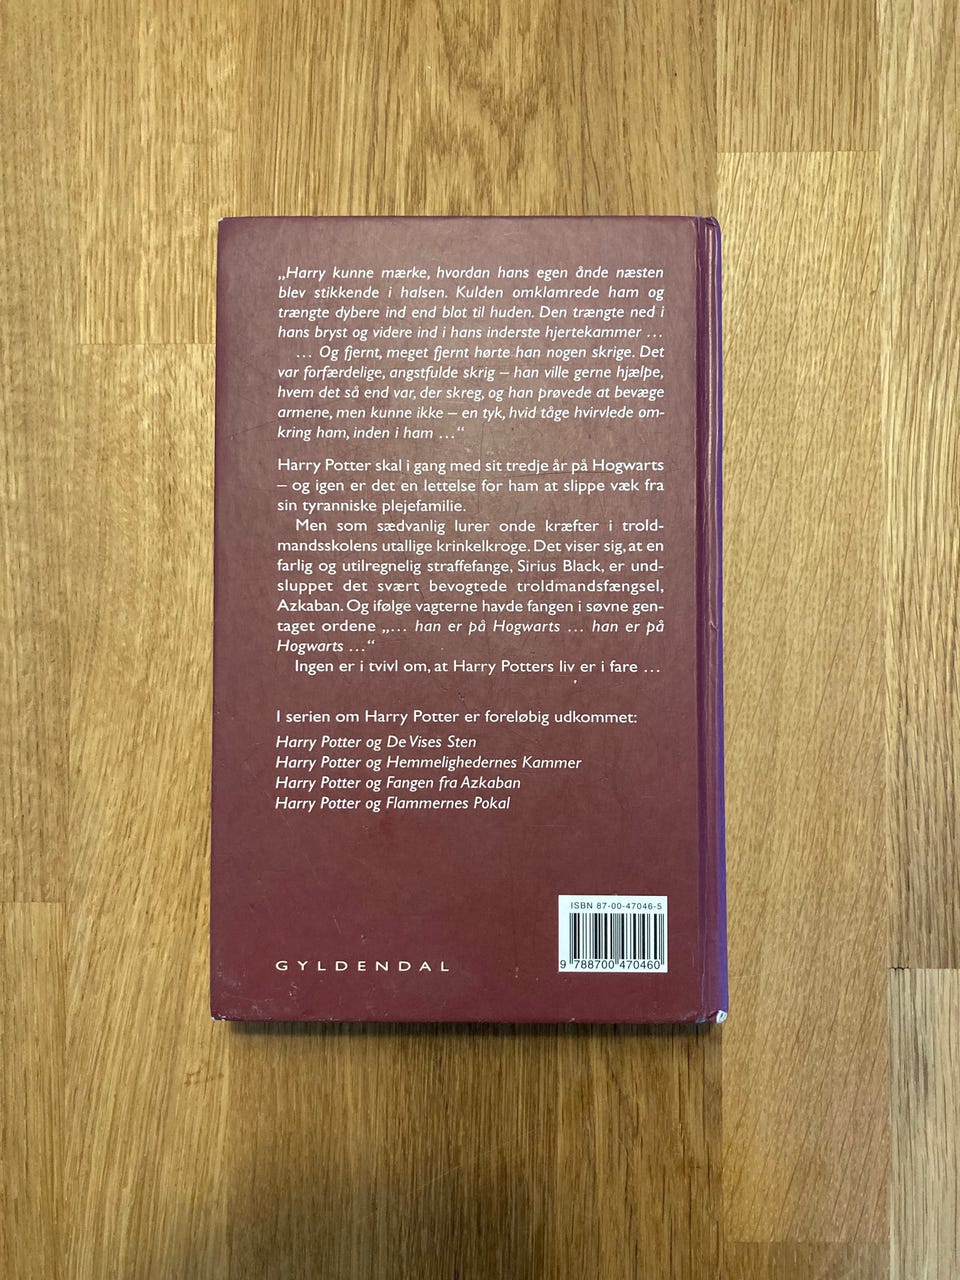 „Harry kunne mærke, hvordan hans egen ånde næsten
blev stikkende i halsen. Kulden omklamrede ham og
trængte dybere ind end blot til huden. Den trængte ned i
hans bryst og videre ind i hans inderste hjertekammer …
… Og fjernt, meget fjernt hørte han nogen skrige. Det
var forfærdelige, angstfulde skrig – han ville gerne hjælpe,
hvem det så end var, der skreg, og han prøvede at bevæge
armene, men kunne ikke – en tyk, hvid tåge hvirvlede om-
kring ham, inden i ham …“
Harry Potter skal i gang med sit tredje år på Hogwarts
– og igen er det en lettelse for ham at slippe væk fra
sin tyranniske plejefamilie.
Men som sædvanlig lurer onde kræfter i trold-
mandsskolens utallige krinkelkroge. Det viser sig, at en
farlig og utilregnelig straffefange, Sirius Black, er und-
sluppet det svært bevogtede troldmandsfængsel,
Azkaban. Og ifølge vagterne havde fangen i søvne gen-
taget ordene „… han er på Hogwarts … han er på
Hogwarts …“
Ingen er i tvivl om, at Harry Potters liv er i fare …
I serien om Harry Potter er foreløbig udkommet:
Harry Potter og De Vises Sten
Harry Potter og Hemmelighedernes Kammer
Harry Potter og Fangen fra Azkaban
Harry Potter og Flammernes Pokal
ISBN 87-00-47046-5
9 788700 470460
GYLDENDAL